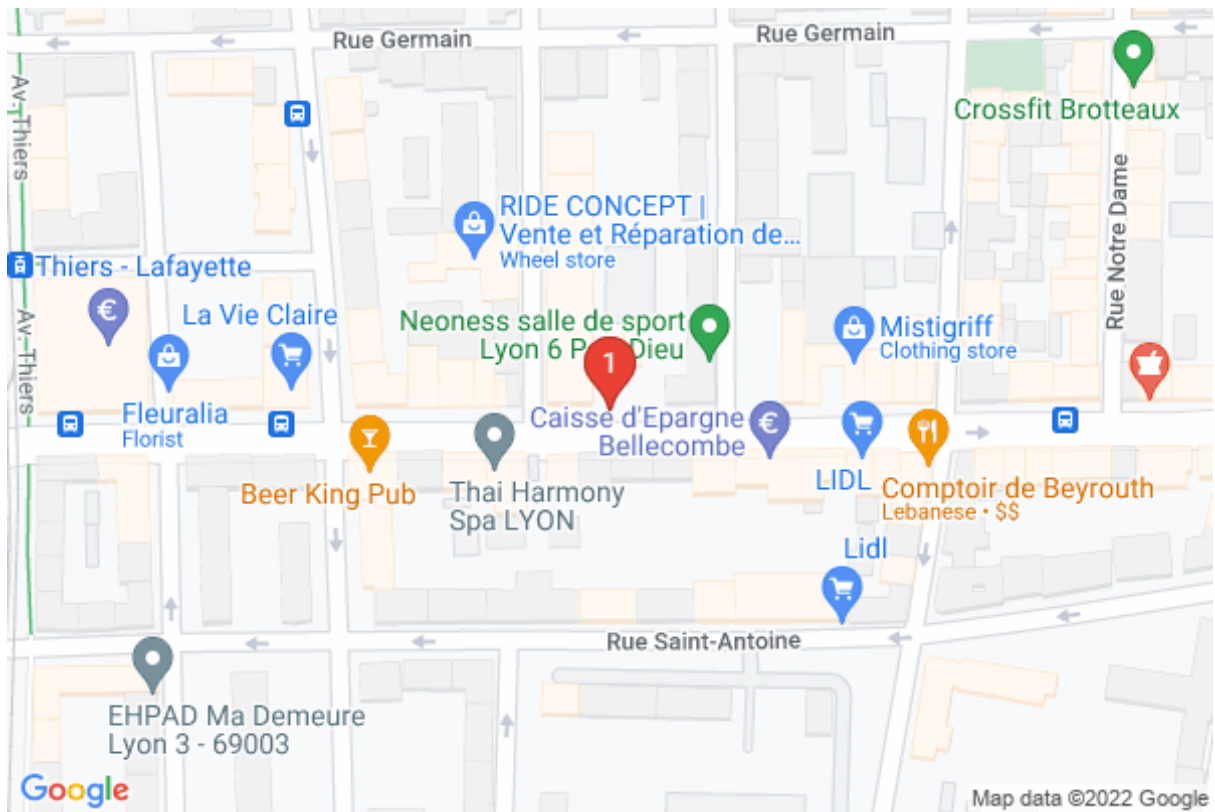 Rue Germain
Rue Germain
Av. Thiers
Crossfit Brotteaux
Rue Notre Dame
RIDE CONCEPT |
Vente et Réparation de...
Wheel store
Thiers - Lafayette
€
La Vie Claire
Neoness salle de sport
Lyon 6 P Dieu
Mistigriff
Clothing store
Av. Thiers
1
Fleuralia
Florist
Caisse d'Epargne
Bellecombe
€
Beer King Pub
Thai Harmony
Spa LYON
LIDL
Comptoir de Beyrouth
Lebanese • $$
Lidl
Rue Saint-Antoine
EHPAD Ma Demeure
Lyon 3 - 69003
Google
Map data ©2022 Google